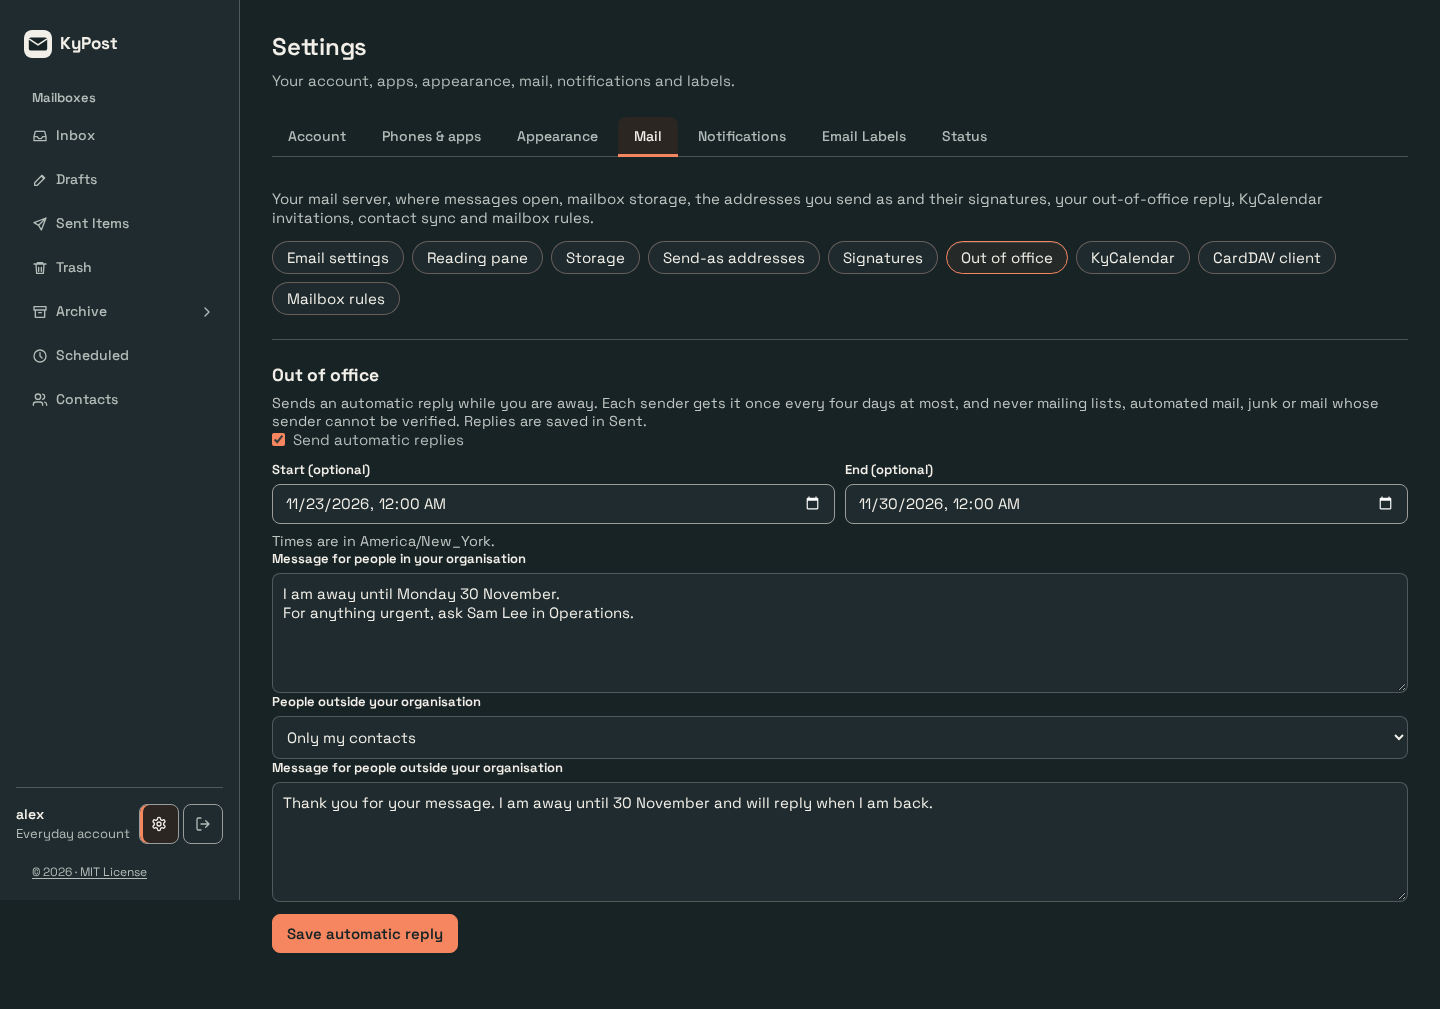 KyPost
Mailboxes
Inbox
Drafts
Sent Items
Trash
Archive
Scheduled
Contacts
alex
Everyday account
© 2026 · MIT License
Settings
Your account, apps, appearance, mail, notifications and labels.
Account
Phones & apps
Appearance
Mail
Notifications
Email Labels
Status
Your mail server, where messages open, mailbox storage, the addresses you send as and their signatures, your out-of-office reply, KyCalendar
invitations, contact sync and mailbox rules.
Email settings
Reading pane
Storage
Send-as addresses
Signatures
Out of office
KyCalendar
CardDAV client
Mailbox rules
Out of office
Sends an automatic reply while you are away. Each sender gets it once every four days at most, and never mailing lists, automated mail, junk or mail whose
sender cannot be verified. Replies are saved in Sent.
Send automatic replies
Start (optional)
End (optional)
11/23/2026, 12:00 AM
11/30/2026, 12:00 AM
Times are in America/New_York.
Message for people in your organisation
I am away until Monday 30 November.
For anything urgent, ask Sam Lee in Operations.
People outside your organisation
Only my contacts
Message for people outside your organisation
Thank you for your message. I am away until 30 November and will reply when I am back.
Save automatic reply